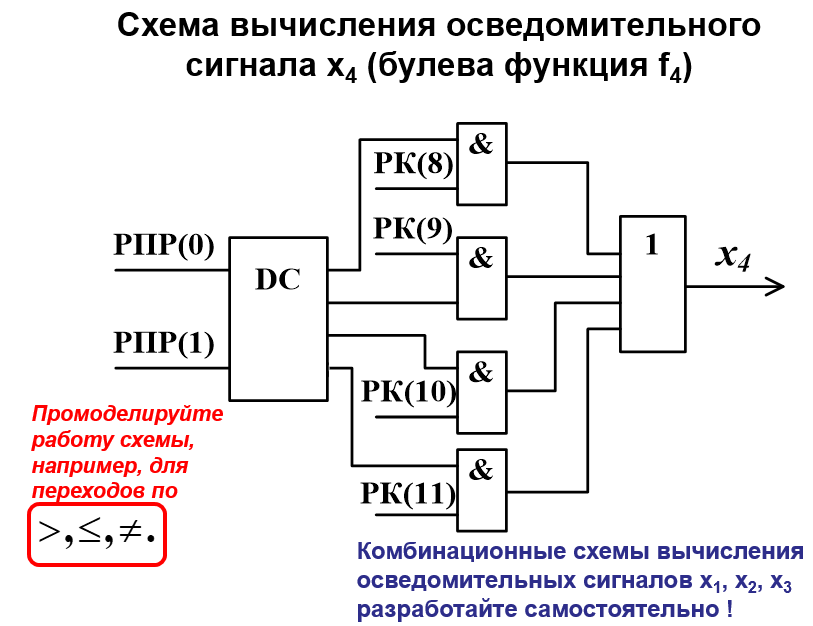 Схема вычисления осведомительного
сигнала x4 (булева функция f4)
&
РК(8)
РК(9)
РПР(0)
DC
&
1
x4
РПР(1)
&
РК(10)
&
РК(11)
Промоделируйте
работу схемы,
например, для
переходов по
>,≤,≠.
Комбинационные схемы вычисления
осведомительных сигналов x1, x2, x3
разработайте самостоятельно !